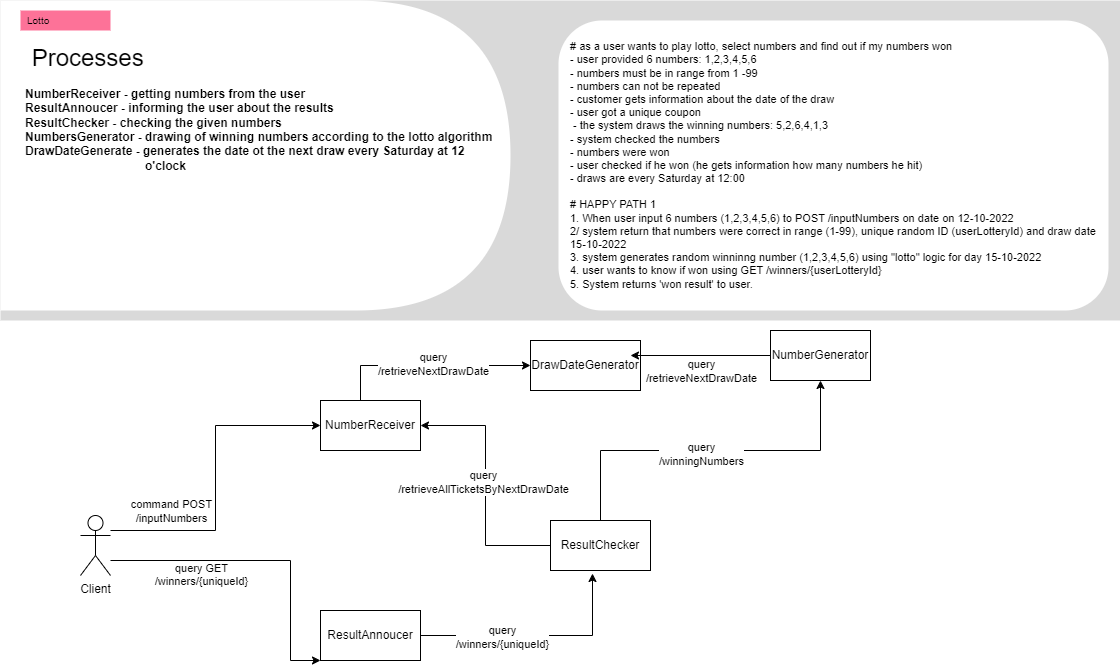 Lotto
Processes
NumberReceiver - getting numbers from the user
ResultAnnoucer - informing the user about the results
ResultChecker - checking the given numbers
NumbersGenerator - drawing of winning numbers according to the lotto algorithm
DrawDateGenerate - generates the date ot the next draw every Saturday at 12
o'clock
# as a user wants to play lotto, select numbers and find out if my numbers won
- user provided 6 numbers: 1,2,3,4,5,6
- numbers must be in range from 1 -99
- numbers can not be repeated
- customer gets information about the date of the draw
- user got a unique coupon
- the system draws the winning numbers: 5,2,6,4,1,3
- system checked the numbers
- numbers were won
- user checked if he won (he gets information how many numbers he hit)
- draws are every Saturday at 12:00
# HAPPY PATH 1
1. When user input 6 numbers (1,2,3,4,5,6) to POST /inputNumbers on date on 12-10-2022
2/ system return that numbers were correct in range (1-99), unique random ID (userLotteryId) and draw date
15-10-2022
3. system generates random winninng number (1,2,3,4,5,6) using "lotto" logic for day 15-10-2022
4. user wants to know if won using GET /winners/{userLotteryId}
5. System returns 'won result' to user.
query
/retrieveNextDrawDate
DrawDateGenerator
query
/retrieveNextDrawDate
NumberGenerator
NumberReceiver
query
/winningNumbers
query
/retrieveAllTicketsByNextDrawDate
command POST
/inputNumbers
ResultChecker
Client
query GET
/winners/{uniqueId}
ResultAnnoucer
query
/winners/{uniqueId}